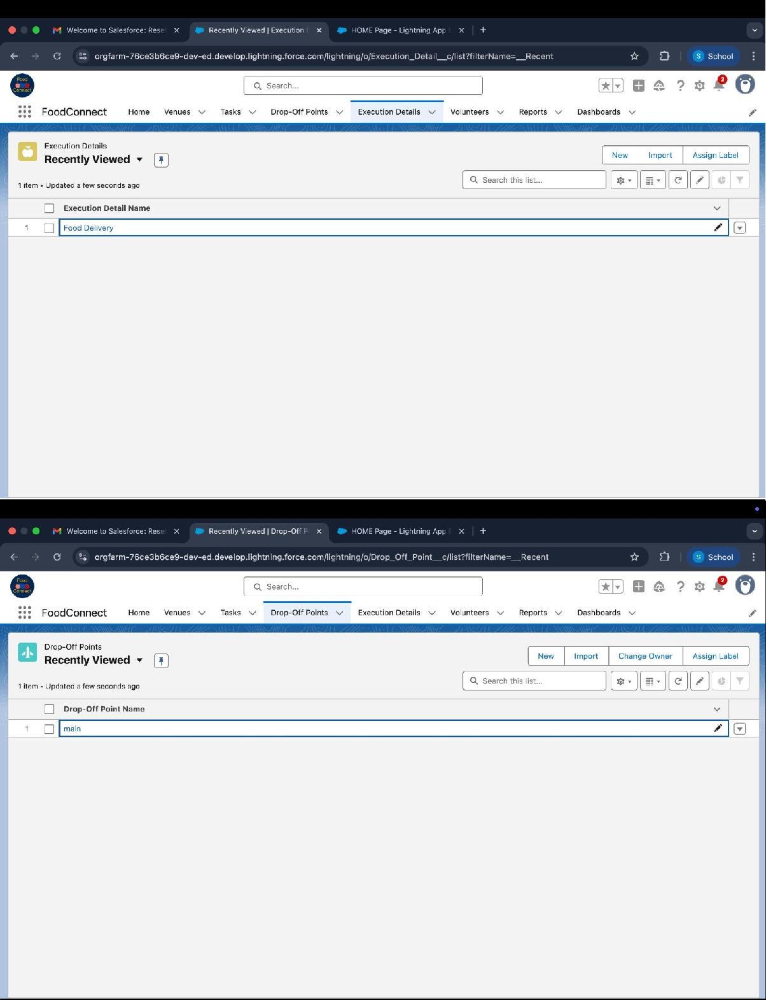 Welcome to Salesforce: Rese
Recently Viewed | Execution
HOME Page - Lightning App
orgfarm-76ce3b6ce9-dev-ed.develop.lightning.force.com/lightning/o/Execution_Detail__c/list?filterName=__Recent
S School
Food
Connect
Search...
2
FoodConnect Home Venues Tasks Drop-Off Points Execution Details Volunteers Reports Dashboards
Execution Details
Recently Viewed
New Import Assign Label
1 item • Updated a few seconds ago
Search this list...
Execution Detail Name
1 Food Delivery
Welcome to Salesforce: Rese
Recently Viewed | Drop-Off P
HOME Page - Lightning App
orgfarm-76ce3b6ce9-dev-ed.develop.lightning.force.com/lightning/o/Drop_Off_Point__c/list?filterName=__Recent
S School
Food
Connect
Search...
2
FoodConnect Home Venues Tasks Drop-Off Points Execution Details Volunteers Reports Dashboards
Drop-Off Points
Recently Viewed
New Import Change Owner Assign Label
1 item • Updated a few seconds ago
Search this list...
Drop-Off Point Name
1 main